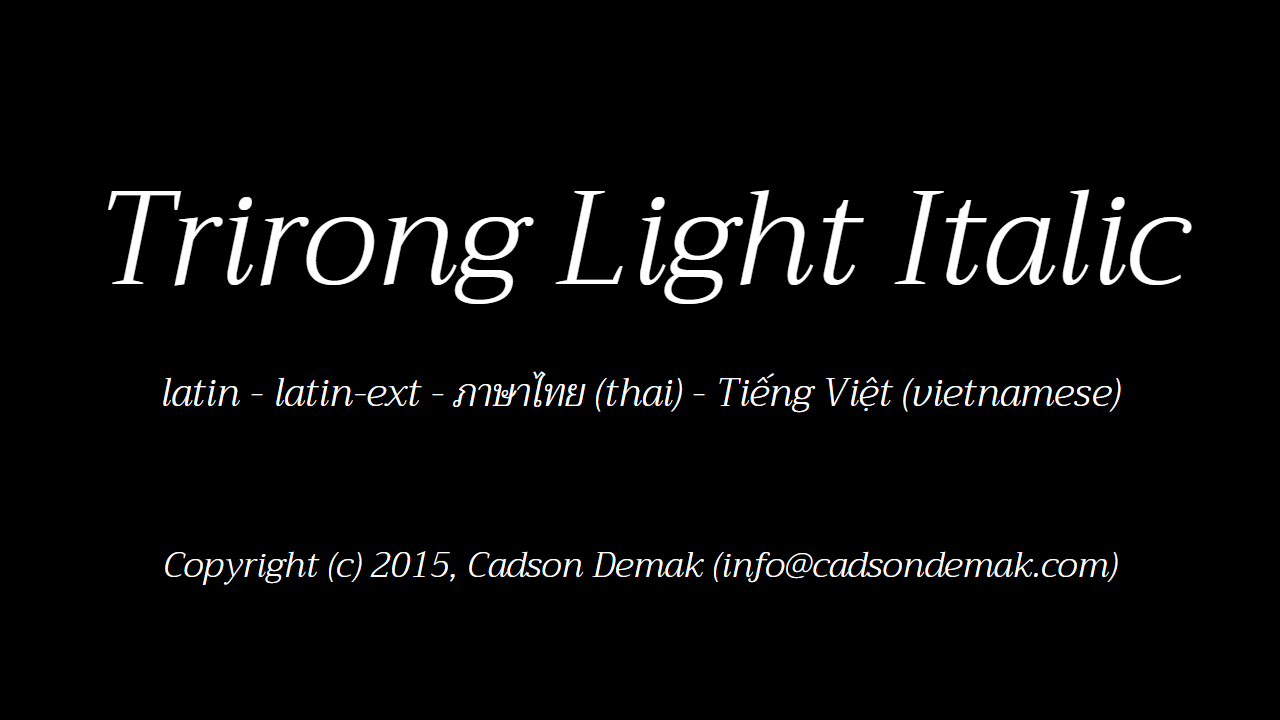 Trirong Light Italic
latin - latin-ext - ภาษาไทย (thai) - Tiếng Việt (vietnamese)
Copyright (c) 2015, Cadson Demak (info@cadsondemak.com)